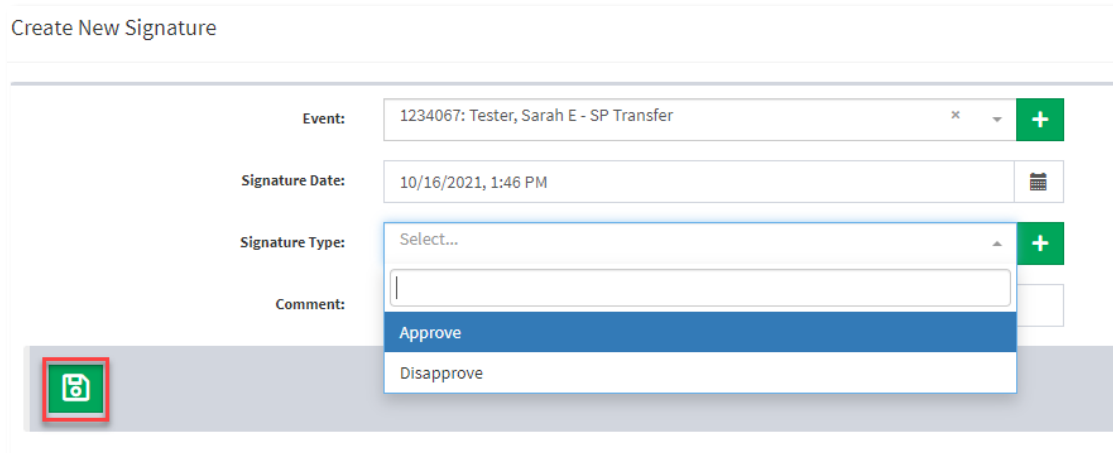 Create New Signature
Event: 1234067: Tester, Sarah E - SP Transfer × +
Signature Date: 10/16/2021, 1:46 PM
Signature Type: Select... +
Comment:
Approve
Disapprove